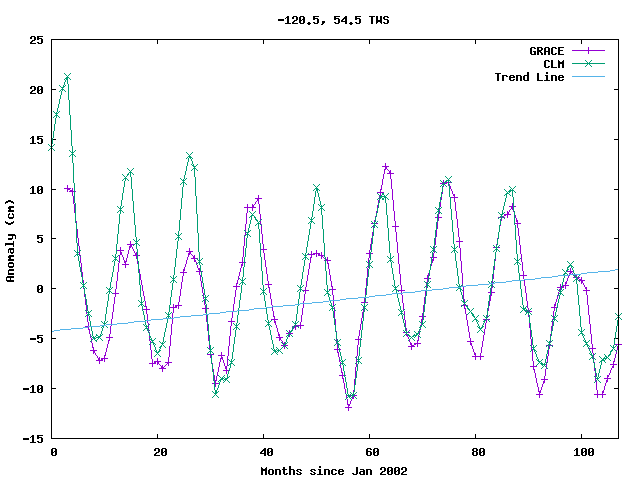 -120.5, 54.5 TWS
GRACE
CLM
Trend Line
25
20
15
10
5
0
-5
-10
-15
Anomaly (cm)
0 20 40 60 80 100
Months since Jan 2002